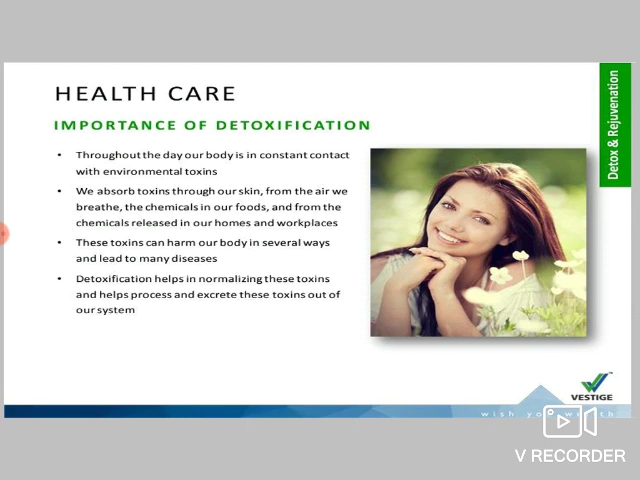 HEALTH CARE
IMPORTANCE OF DETOXIFICATION
• Throughout the day our body is in constant contact
with environmental toxins
• We absorb toxins through our skin, from the air we
breathe, the chemicals in our foods, and from the
chemicals released in our homes and workplaces
• These toxins can harm our body in several ways
and lead to many diseases
• Detoxification helps in normalizing these toxins
and helps process and excrete these toxins out of
our system
Detox & Rejuvenation
VESTIGE
wish you
V RECORDER